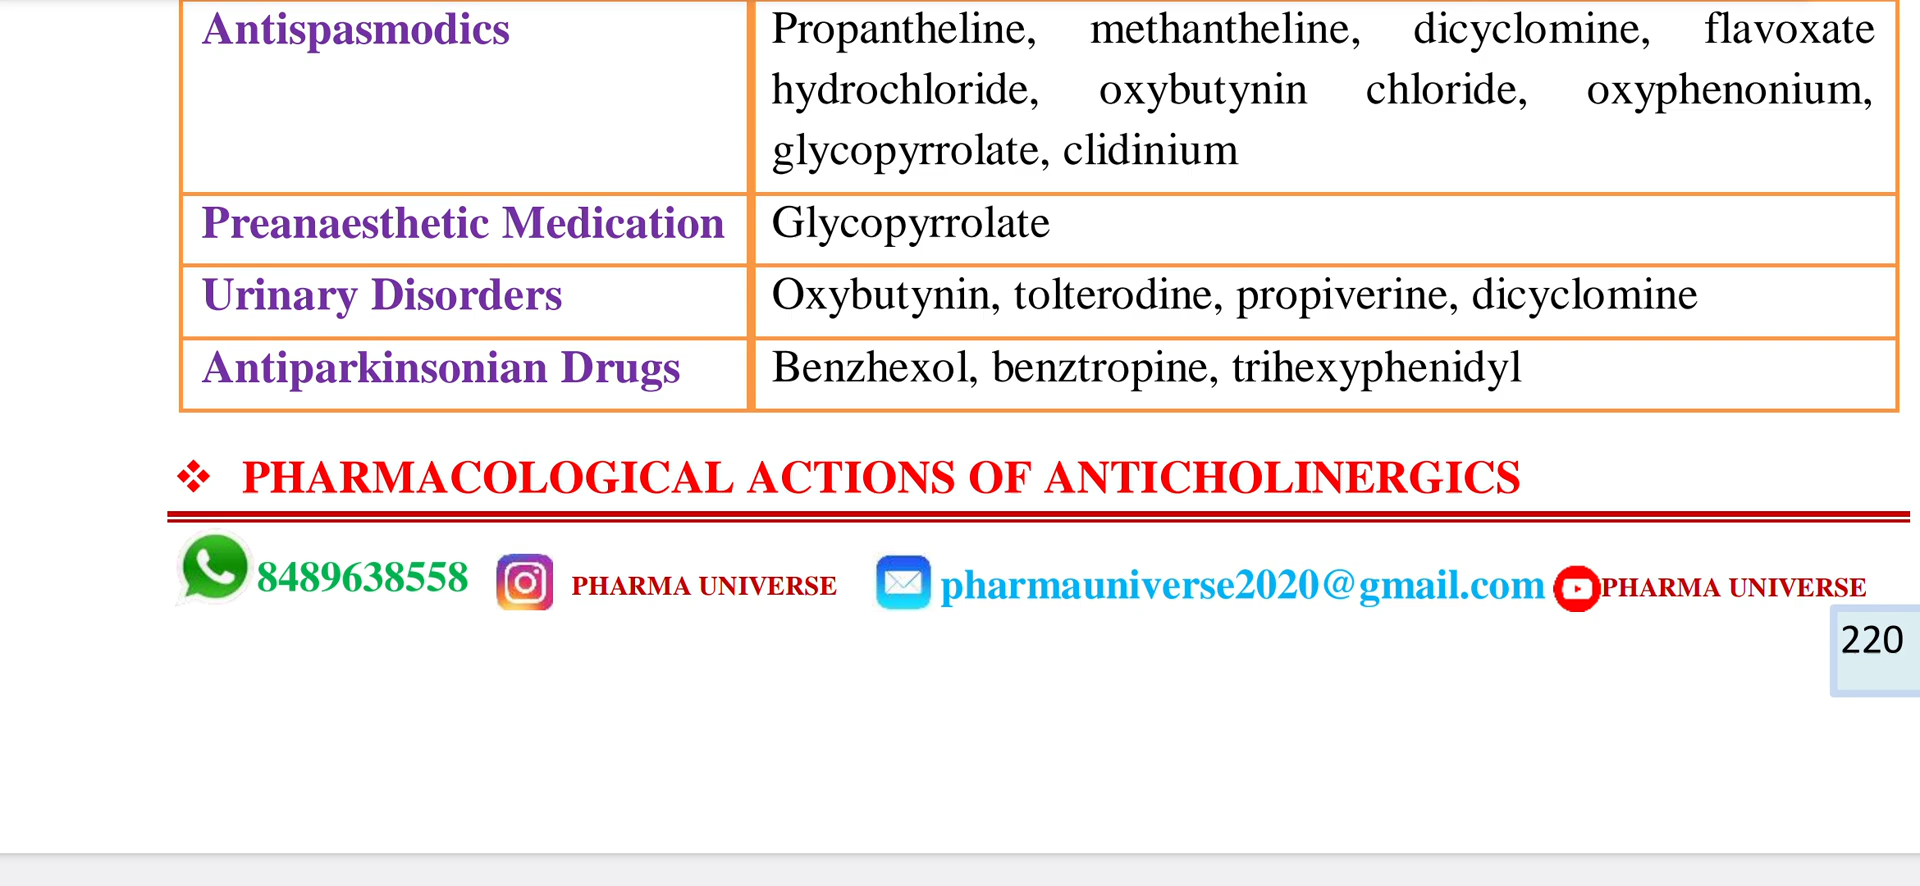 Antispasmodics
Propantheline, methantheline, dicyclomine, flavoxate
hydrochloride, oxybutynin chloride, oxyphenonium,
glycopyrrolate, clidinium
Preanaesthetic Medication
Glycopyrrolate
Urinary Disorders
Oxybutynin, tolterodine, propiverine, dicyclomine
Antiparkinsonian Drugs
Benzhexol, benztropine, trihexyphenidyl
❖ PHARMACOLOGICAL ACTIONS OF ANTICHOLINERGICS
8489638558 PHARMA UNIVERSE pharmauniverse2020@gmail.com PHARMA UNIVERSE
220